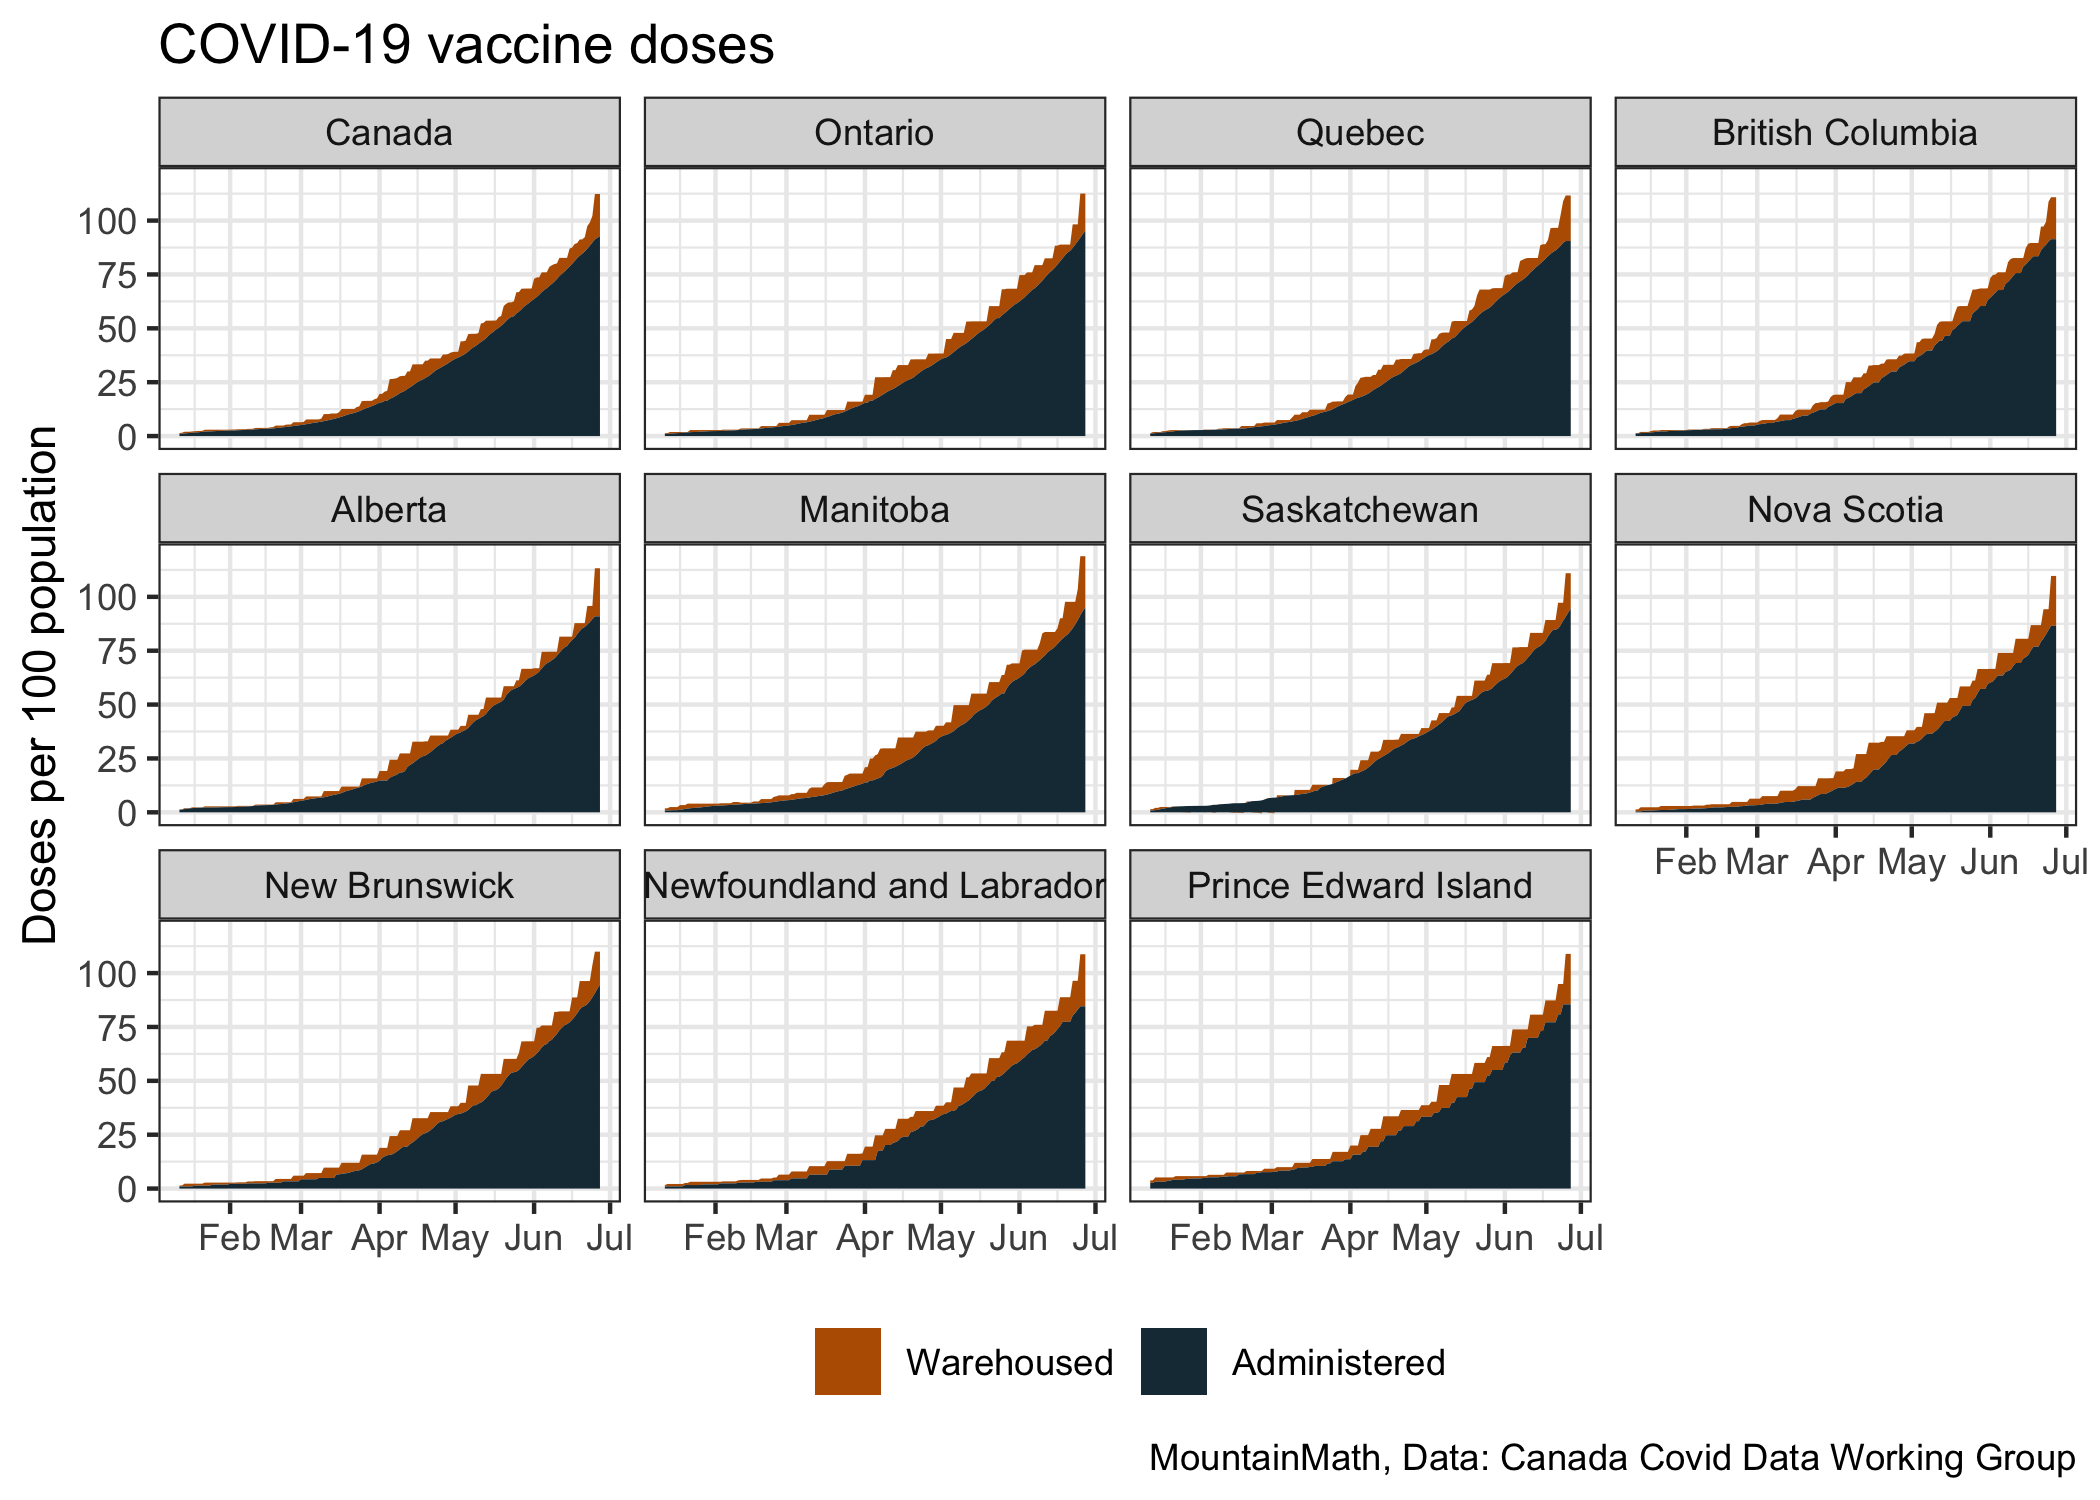 COVID-19 vaccine doses
Canada Ontario Quebec British Columbia
100
75
50
25
0
Alberta Manitoba Saskatchewan Nova Scotia
100
75
50
25
0
Feb Mar Apr May Jun Jul
New Brunswick Newfoundland and Labrador Prince Edward Island
100
75
50
25
0
Feb Mar Apr May Jun Jul Feb Mar Apr May Jun Jul Feb Mar Apr May Jun Jul
Doses per 100 population
Warehoused Administered
MountainMath, Data: Canada Covid Data Working Group